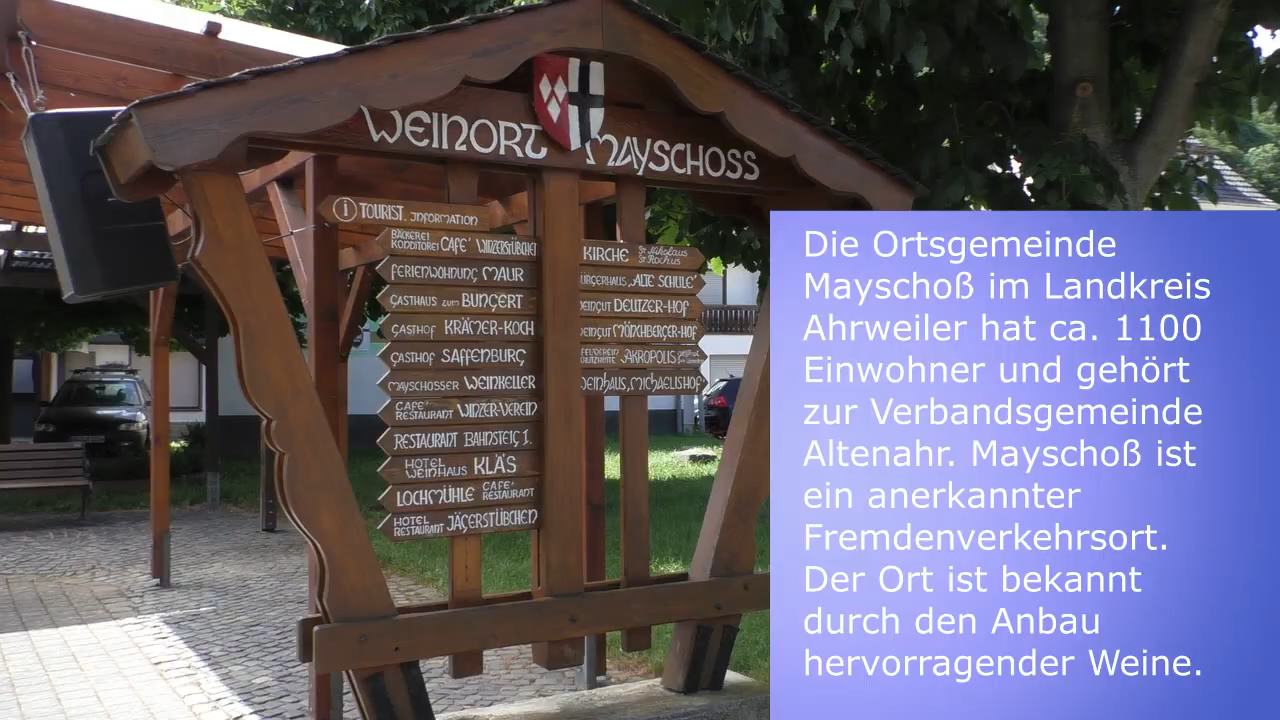 WEINORT MAYSCHOSS
i TOURIST. INFORMATION
BÄCKEREI
KONDITOREI CAFE' WINZERSTÜBCHEN
FERIENWOHNUNG MAUR
GASTHAUS ZUM BUNGERT
GASTHOF KRÄMER-KOCH
GASTHOF SAFFENBURG
MAYSCHOSSER WEINKELLER
CAFE'
RESTAURANT WINZER-VEREIN
RESTAURANT BAHNSTEIG 1.
HOTEL
WEINHAUS KLÄS
LOCHMÜHLE CAFE'
RESTAURANT
HOTEL
RESTAURANT JÄGERSTÜBCHEN
KIRCHE St. Nikolaus
St. Rochus
BÜRGERHAUS „ALTE SCHULE'
WEINGUT DEUTZER-HOF
WEINGUT MÖNCHBERGER-HOF
AKROPOLIS
WEINHAUS „MICHAELISHOF
Die Ortsgemeinde
Mayschoß im Landkreis
Ahrweiler hat ca. 1100
Einwohner und gehört
zur Verbandsgemeinde
Altenahr. Mayschoß ist
ein anerkannter
Fremdenverkehrsort.
Der Ort ist bekannt
durch den Anbau
hervorragender Weine.